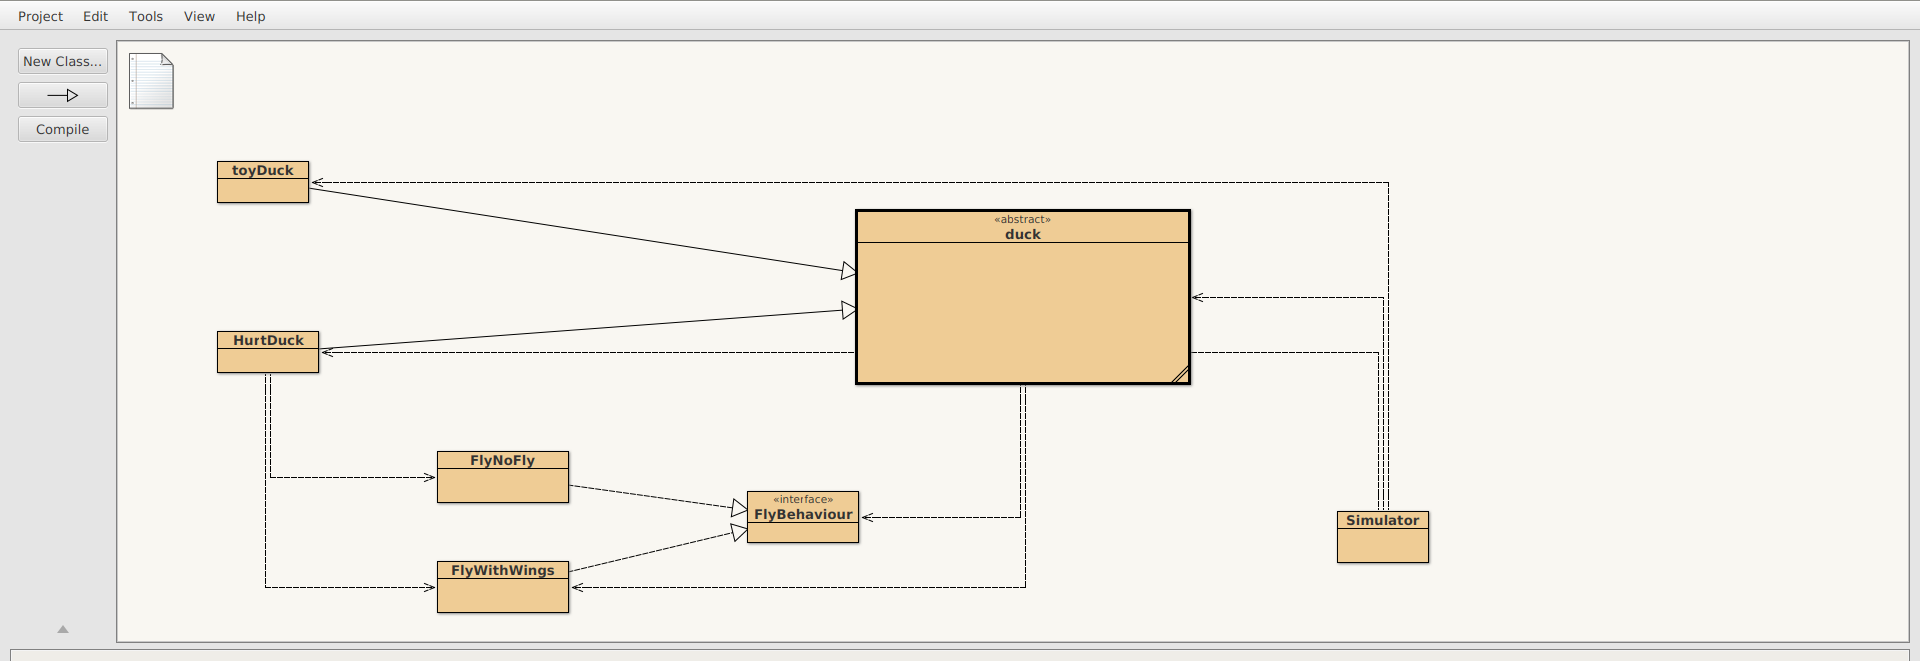 Project Edit Tools View Help
New Class...
Compile
toyDuck
«abstract»
duck
HurtDuck
FlyNoFly
«interface»
FlyBehaviour
Simulator
FlyWithWings